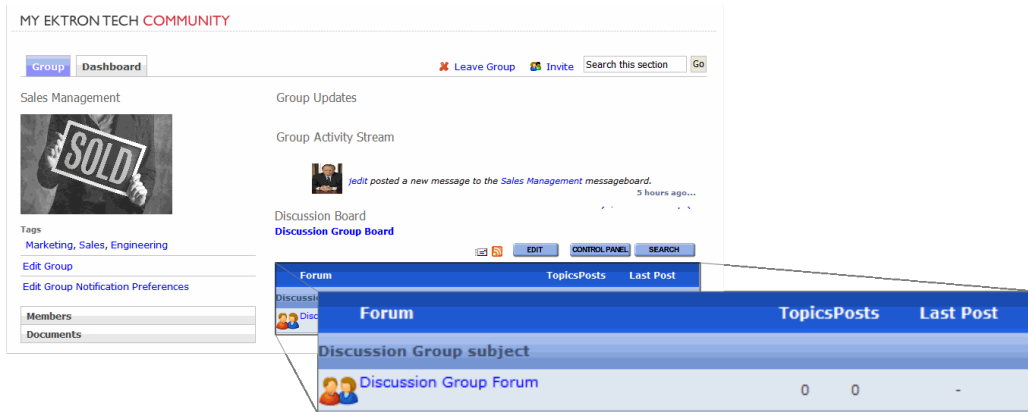 MY EKTRON TECH COMMUNITY
Group Dashboard
Leave Group Invite Search this section Go
Sales Management
SOLD
Tags
Marketing, Sales, Engineering
Edit Group
Edit Group Notification Preferences
Members
Documents
Group Updates
Group Activity Stream
jedit posted a new message to the Sales Management messageboard.
5 hours ago...
Discussion Board
Discussion Group Board
EDIT CONTROL PANEL SEARCH
Forum TopicsPosts Last Post
Discussi
Disc
Forum TopicsPosts Last Post
Discussion Group subject
Discussion Group Forum 0 0 -